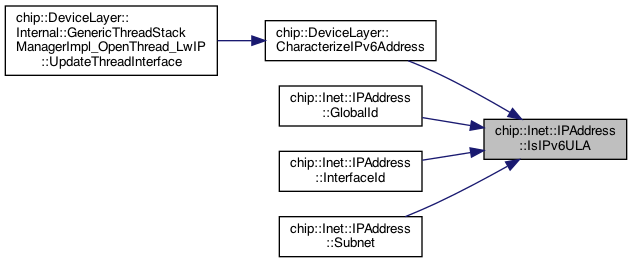 chip::DeviceLayer::
Internal::GenericThreadStack
ManagerImpl_OpenThread_LwIP
::UpdateThreadInterface
chip::DeviceLayer::
CharacterizeIPv6Address
chip::Inet::IPAddress
::GlobalId
chip::Inet::IPAddress
::InterfaceId
chip::Inet::IPAddress
::Subnet
chip::Inet::IPAddress
::IsIPv6ULA